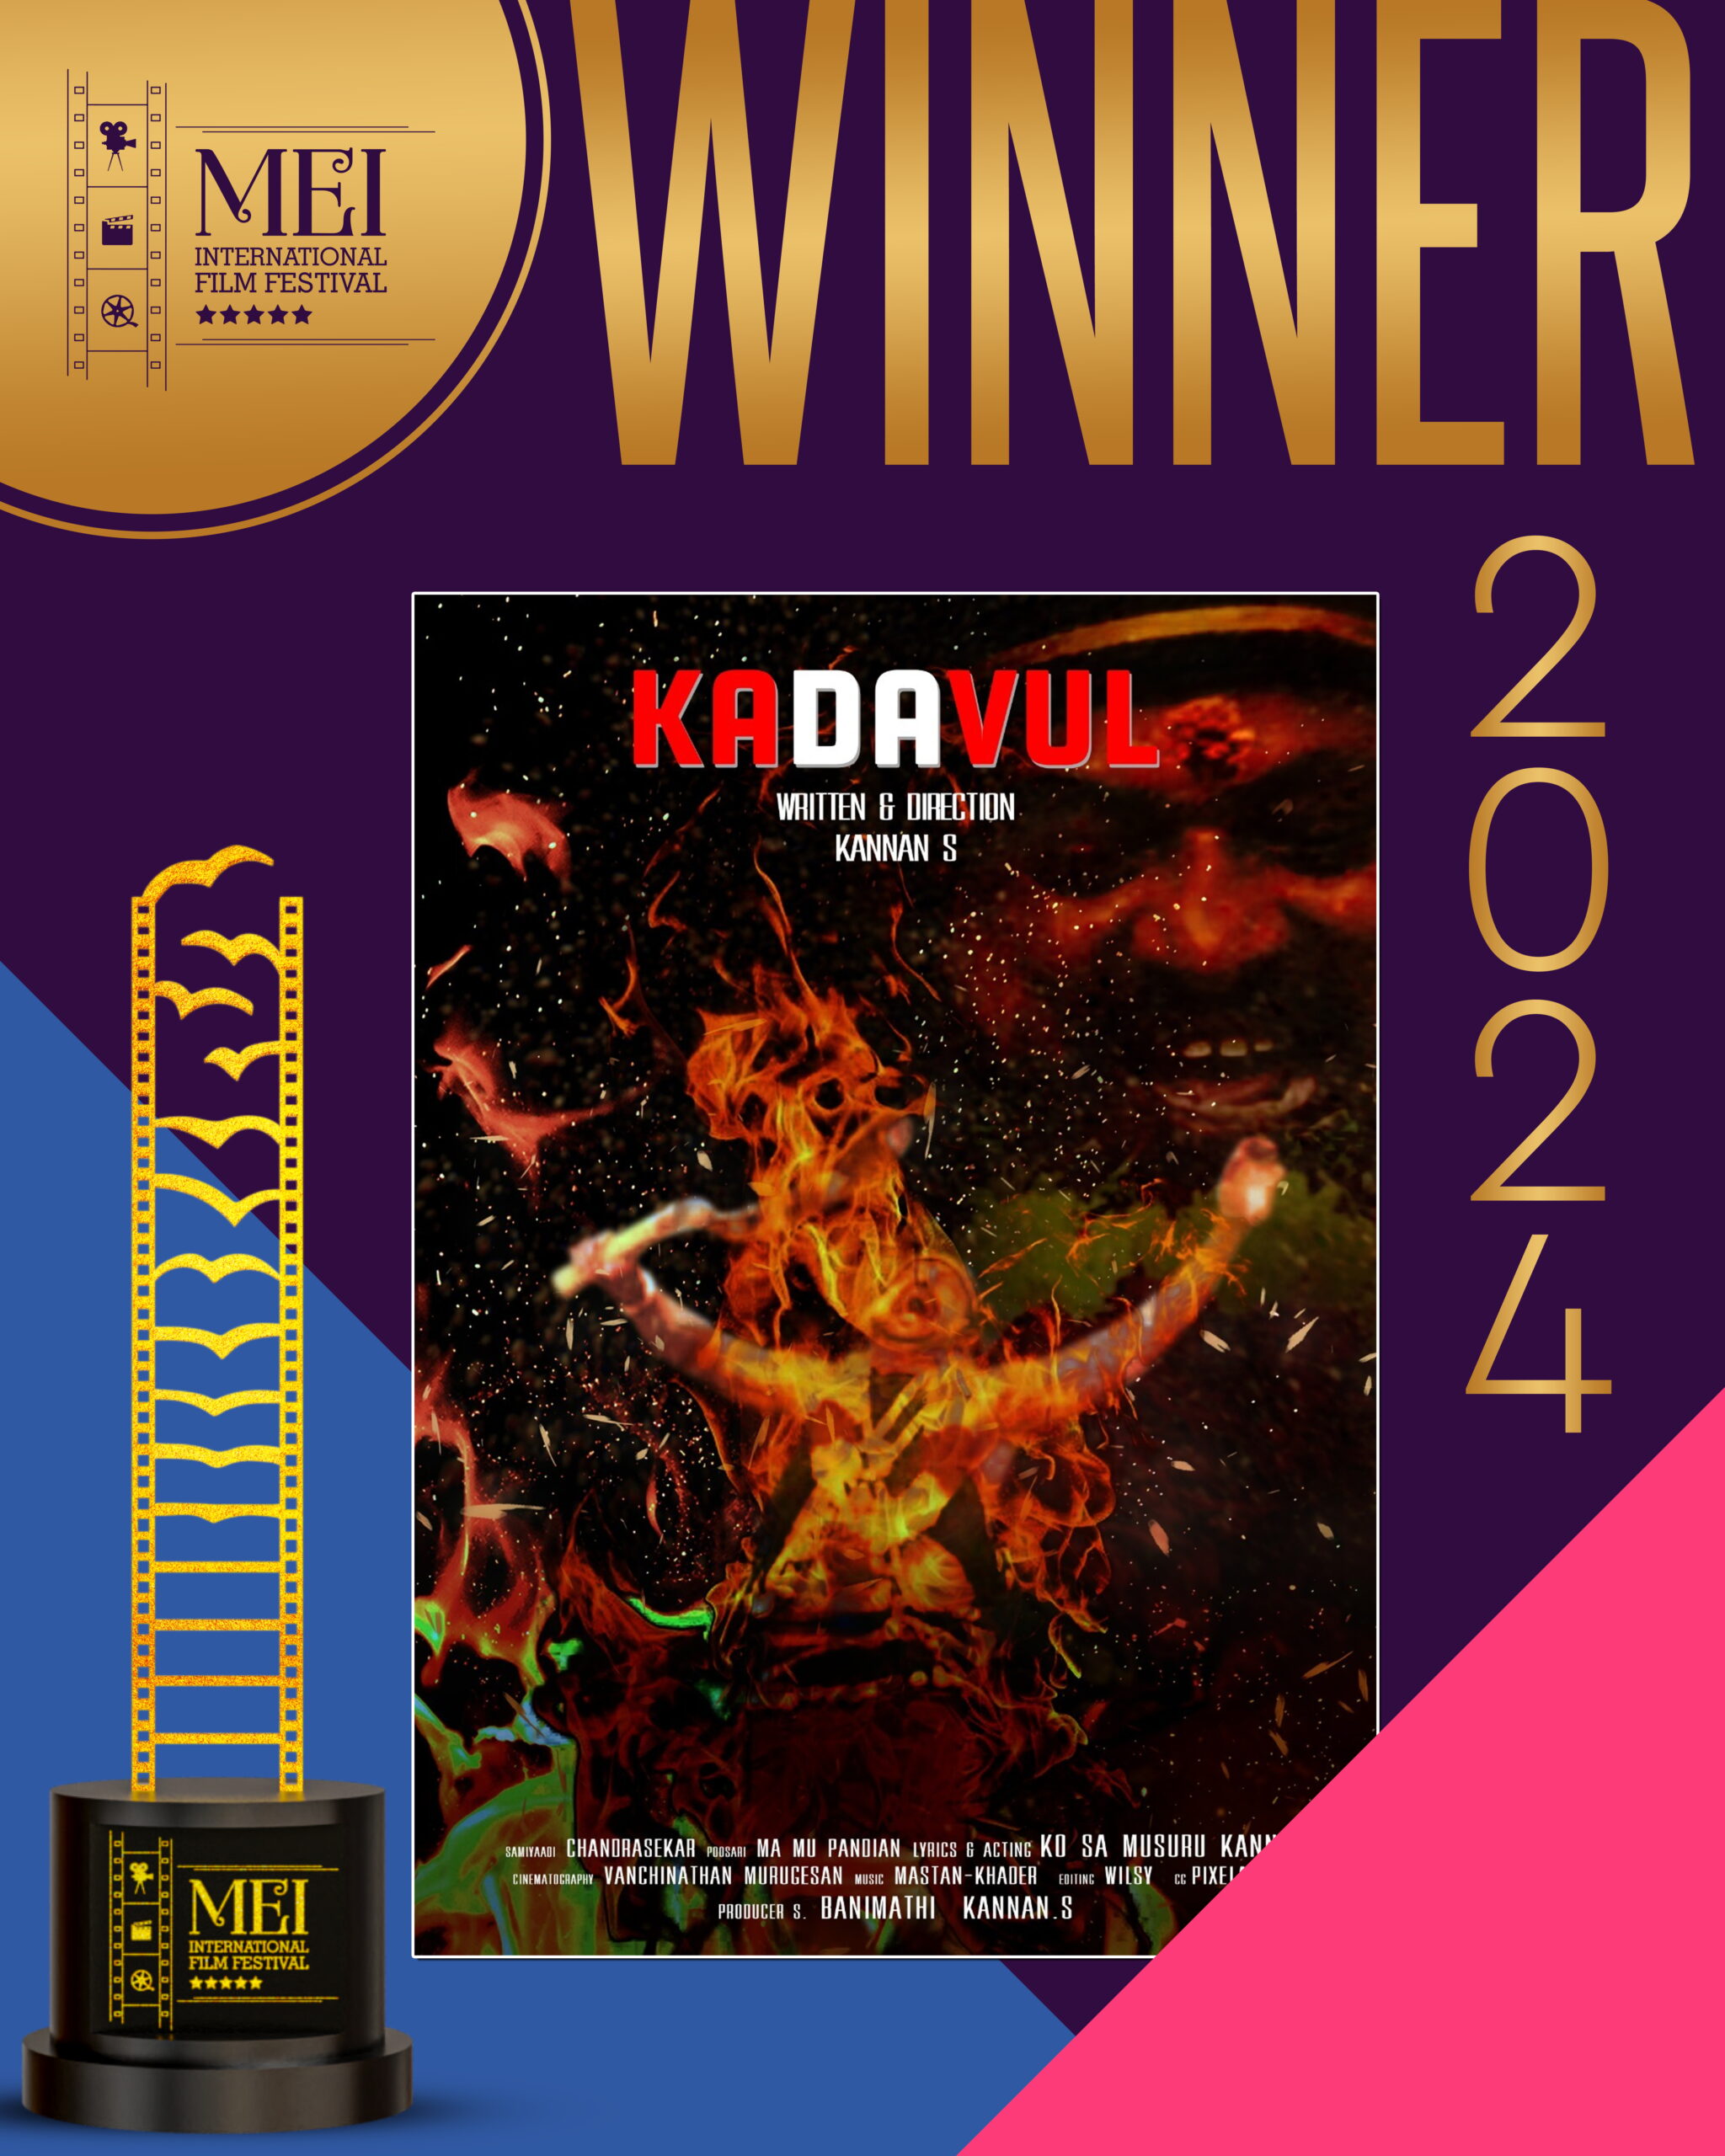 MEI
INTERNATIONAL
FILM FESTIVAL
WINNER
2024
KADAVUL
WRITTEN & DIRECTION
KANNAN S
SAMIYAADI CHANDRASEKAR POOSARI MA MU PANDIAN LYRICS & ACTING KO SA MUSURU
CINEMATOGRAPHY VANCHINATHAN MURUGESAN MUSIC MASTAN-KHADER EDITING WILSY CG
PRODUCER S. BANIMATHI KANNAN.S
MEI
INTERNATIONAL
FILM FESTIVAL